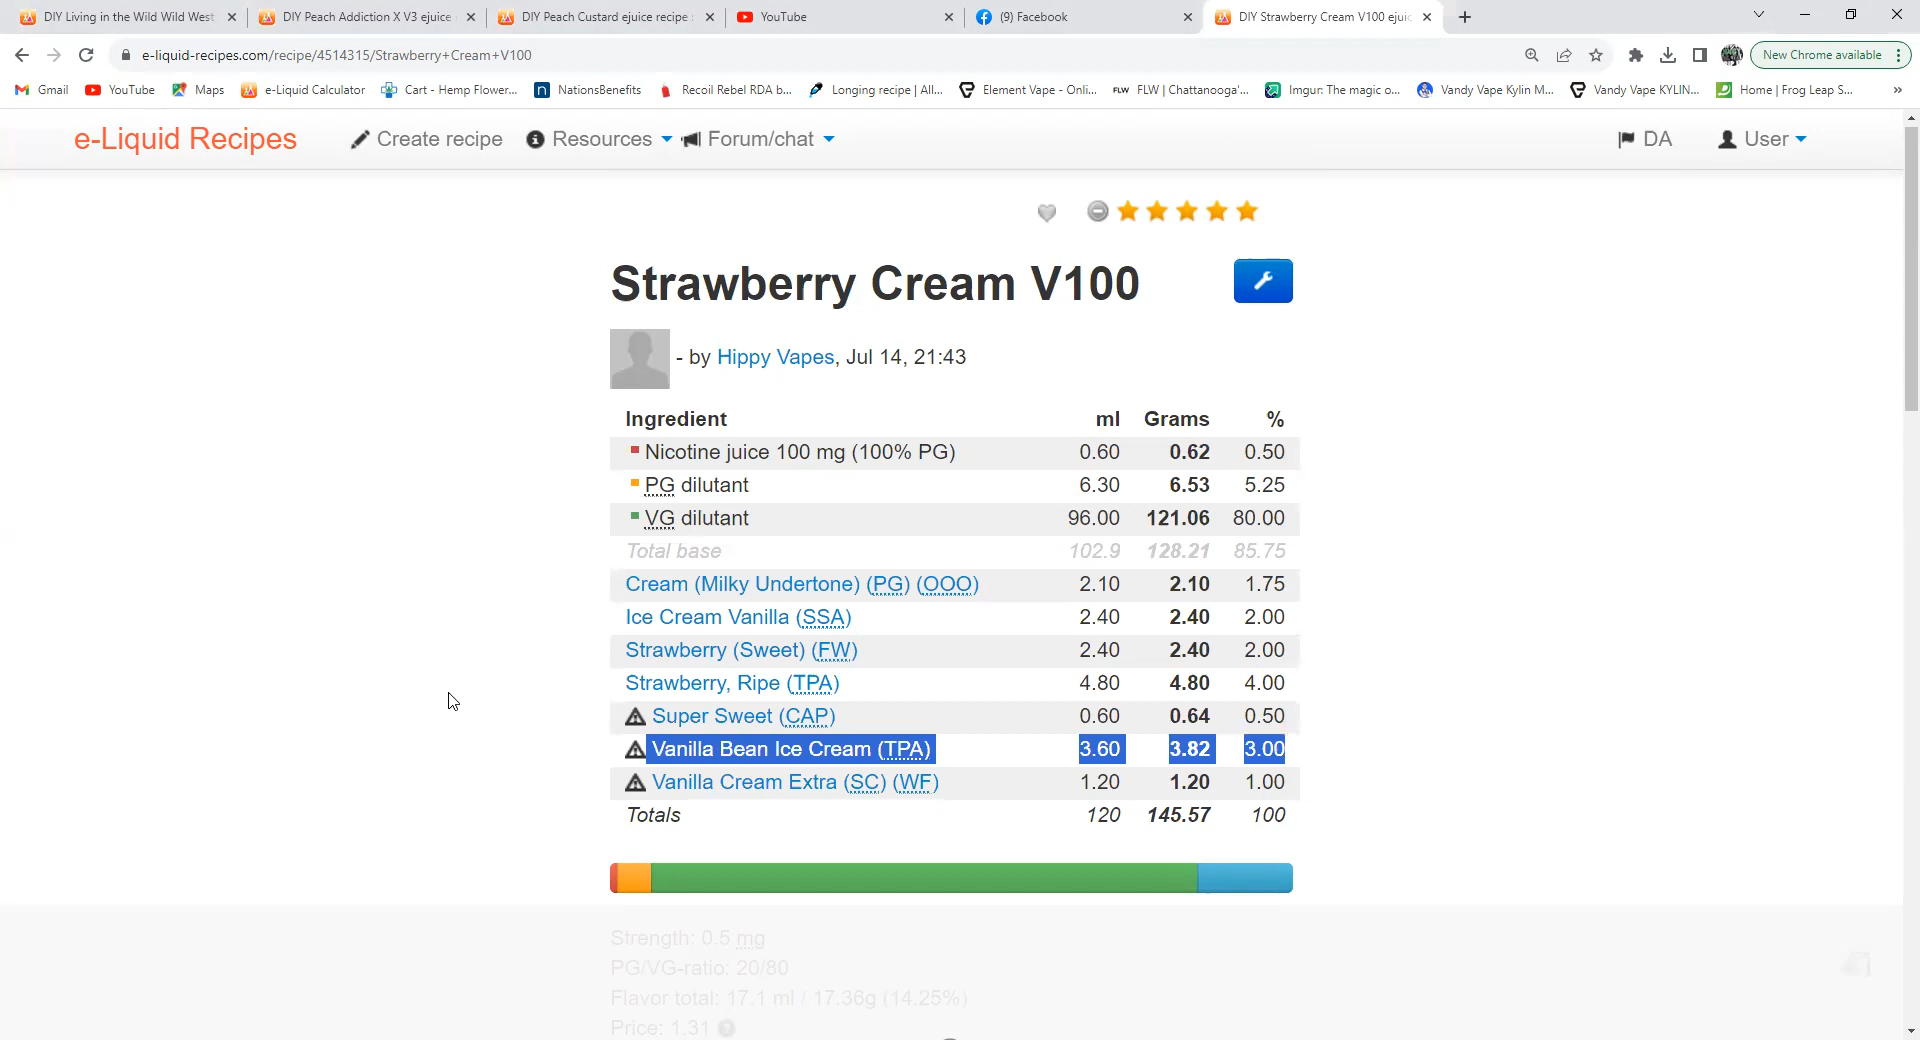 DIY Living in the Wild Wild West
DIY Peach Addiction X V3 ejuice
DIY Peach Custard ejuice recipe
YouTube
(9) Facebook
DIY Strawberry Cream V100 ejuic
e-liquid-recipes.com/recipe/4514315/Strawberry+Cream+V100
New Chrome available
Gmail
YouTube
Maps
e-Liquid Calculator
Cart - Hemp Flower...
NationsBenefits
Recoil Rebel RDA b...
Longing recipe | All...
Element Vape - Onli...
FLW FLW | Chattanooga'...
Imgur: The magic o...
Vandy Vape Kylin M...
Vandy Vape KYLIN...
Home | Frog Leap S...
»
e-Liquid Recipes
Create recipe
Resources
Forum/chat
DA
User
Strawberry Cream V100
- by Hippy Vapes, Jul 14, 21:43
Ingredient ml Grams %
Nicotine juice 100 mg (100% PG) 0.60 0.62 0.50
PG dilutant 6.30 6.53 5.25
VG dilutant 96.00 121.06 80.00
Total base 102.9 128.21 85.75
Cream (Milky Undertone) (PG) (OOO) 2.10 2.10 1.75
Ice Cream Vanilla (SSA) 2.40 2.40 2.00
Strawberry (Sweet) (FW) 2.40 2.40 2.00
Strawberry, Ripe (TPA) 4.80 4.80 4.00
Super Sweet (CAP) 0.60 0.64 0.50
Vanilla Bean Ice Cream (TPA) 3.60 3.82 3.00
Vanilla Cream Extra (SC) (WF) 1.20 1.20 1.00
Totals 120 145.57 100
Strength: 0.5 mg
PG/VG-ratio: 20/80
Flavor total: 17.1 ml / 17.36g (14.25%)
Price: 1.31